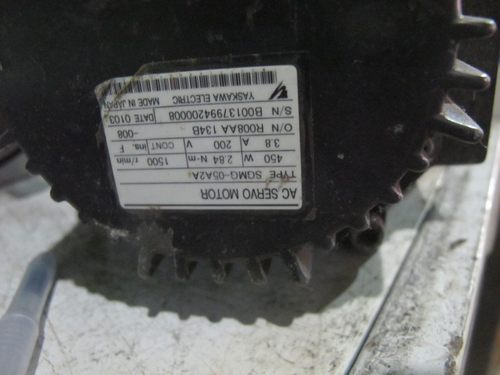 AC SERVO MOTOR
TYPE SGMG-05A2A
450 W 2.84 N·m 1500 r/min
3.8 A 200 V CONT ins. F
O/N R008AA 134B -008
S/N B0013799420008 DATE 0103
YASKAWA ELECTRIC MADE IN JAPAN